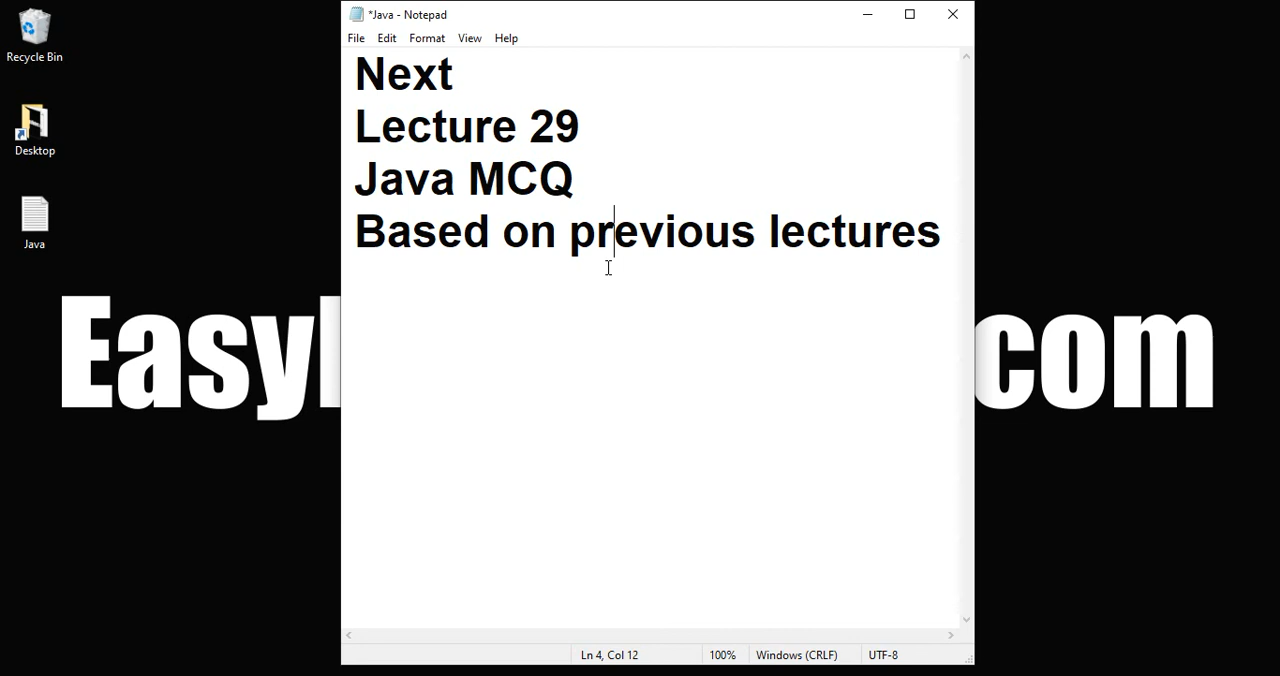 *Java - Notepad
File Edit Format View Help
Recycle Bin
Desktop
Java
Next
Lecture 29
Java MCQ
Based on previous lectures
Easy
com
Ln 4, Col 12 100% Windows (CRLF) UTF-8